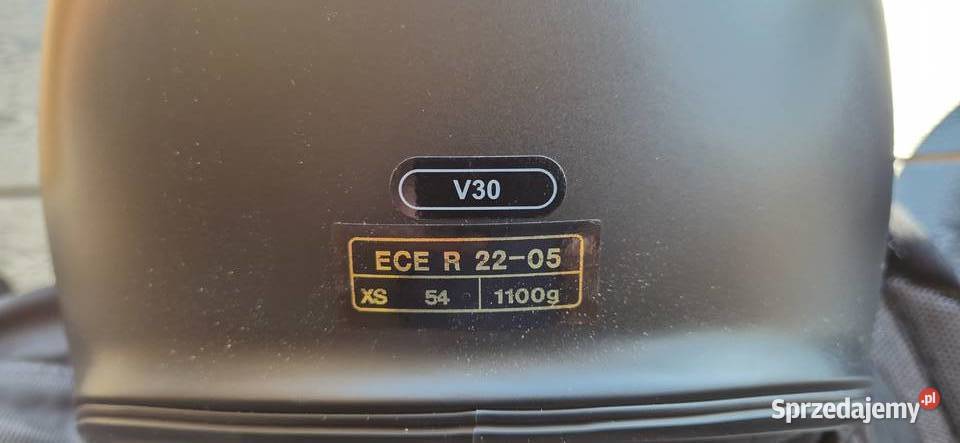 V30
ECE R 22-05
XS 54 1100g
Sprzedajemy.pl